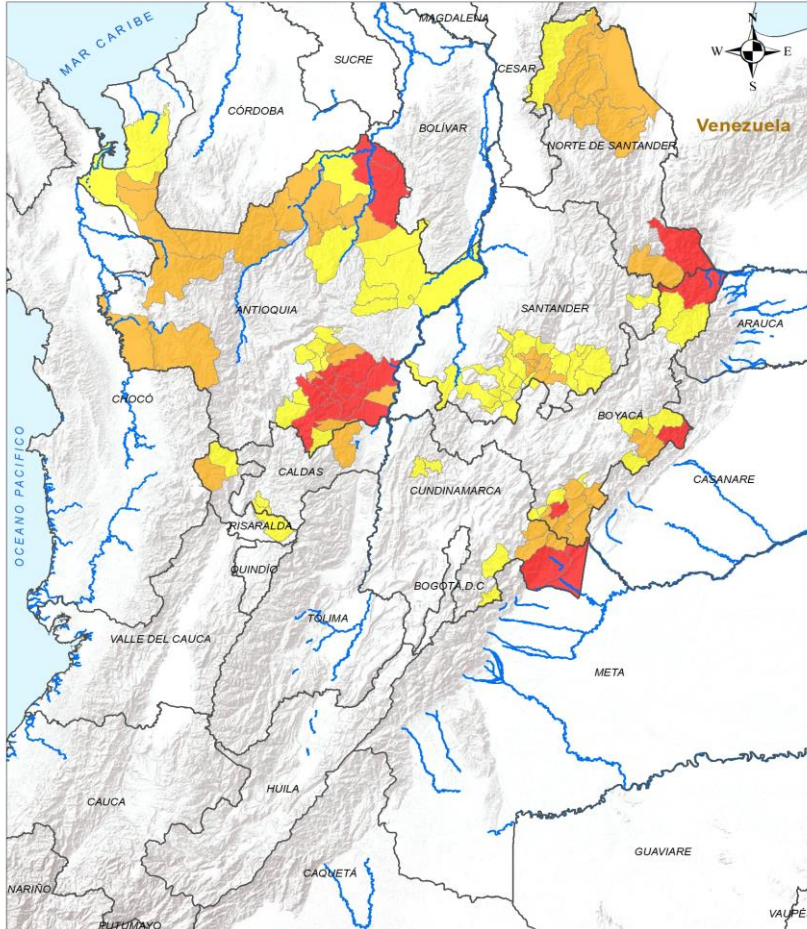 MAGDALENA
MAR CARIBE
SUCRE
CESAR
N
W E
S
CÓRDOBA
BOLÍVAR
Venezuela
NORTE DE SANTANDER
ANTIOQUIA
SANTANDER
ARAUCA
CHOCÓ
BOYACÁ
OCEANO PACIFICO
CALDAS
CUNDINAMARCA
CASANARE
RISARALDA
QUINDÍO
BOGOTÁ, D.C
TOLIMA
VALLE DEL CAUCA
META
HUILA
CAUCA
GUAVIARE
CAQUETÁ
NARIÑO
PUTUMAYO
VAUPÉ